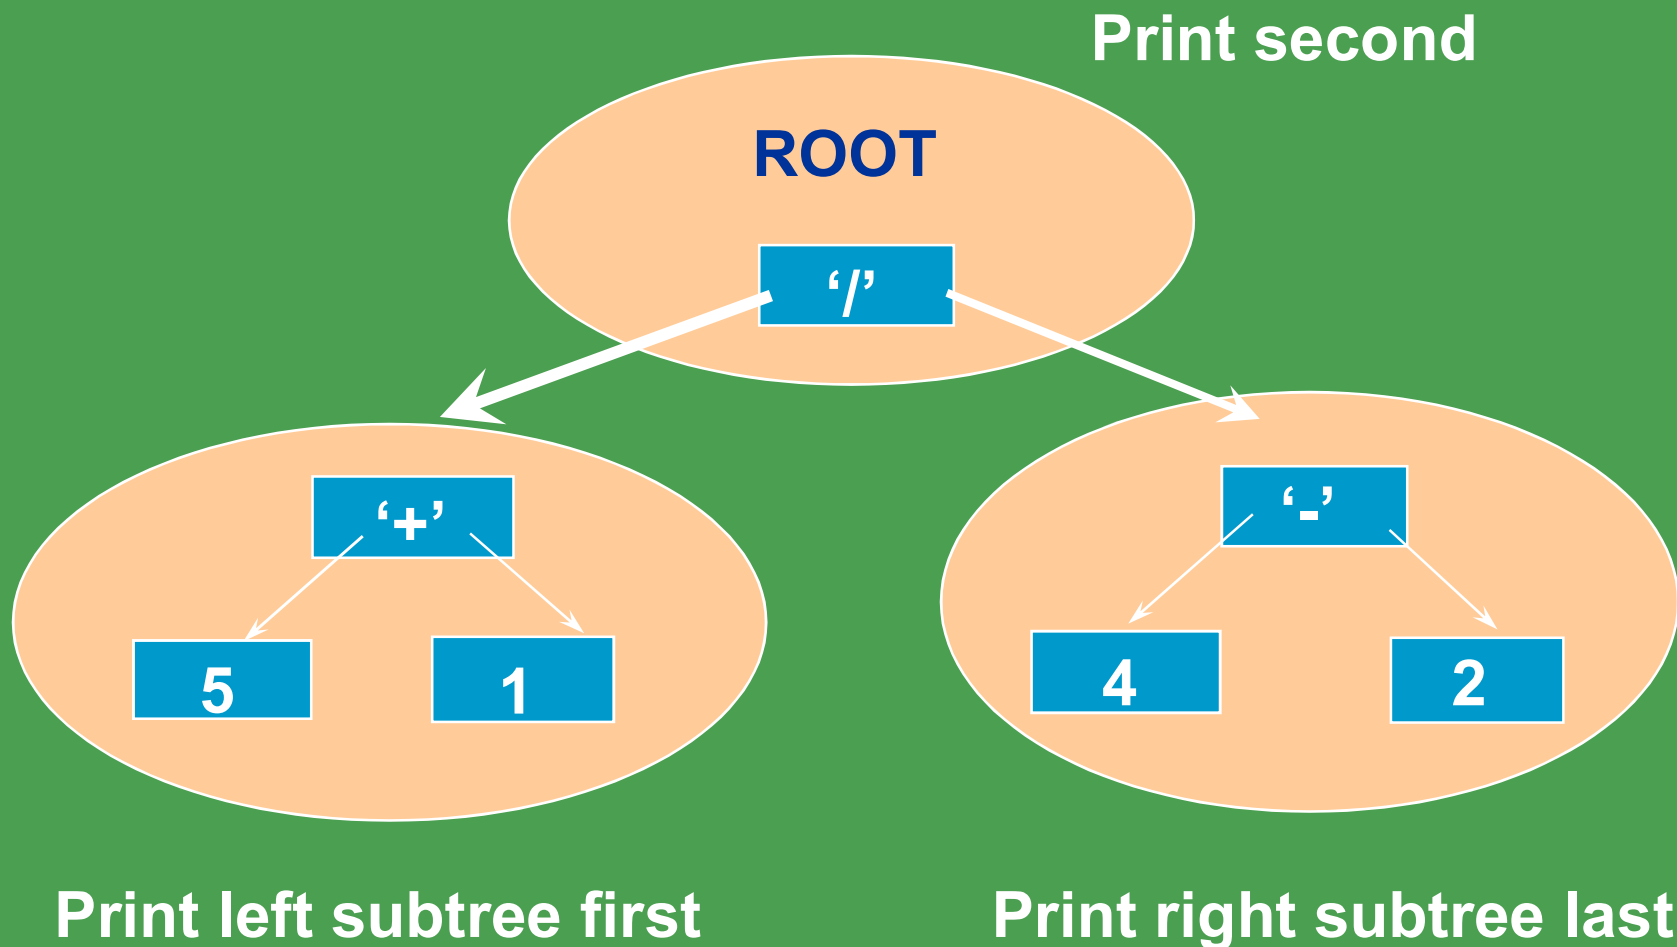 Print second
ROOT
‘/’
‘+’
‘-’
5
1
4
2
Print left subtree first
Print right subtree last